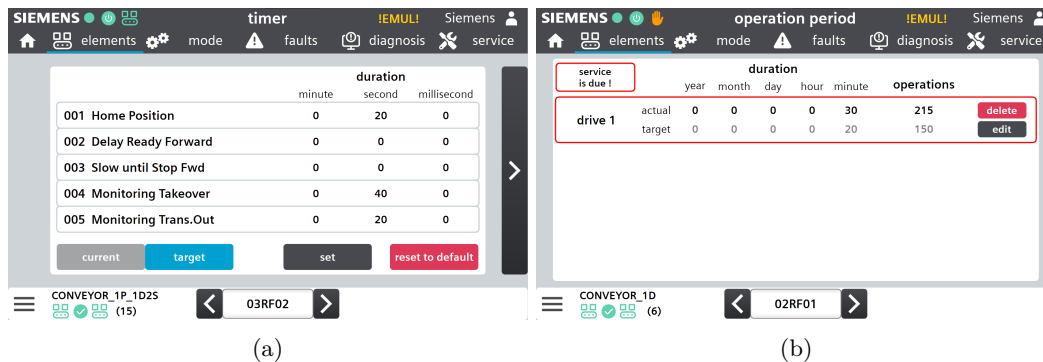 SIEMENS timer !EMUL! Siemens
elements mode faults diagnosis service
duration
minute second millisecond
001 Home Position 0 20 0
002 Delay Ready Forward 0 0 0
003 Slow until Stop Fwd 0 0 0
004 Monitoring Takeover 0 40 0
005 Monitoring Trans.Out 0 20 0
current target set reset to default
CONVEYOR_1P_1D2S
(15)
03RF02
(a)
SIEMENS operation period !EMUL! Siemens
elements mode faults diagnosis service
service
is due !
duration
year month day hour minute operations
drive 1
actual 0 0 0 0 30 215 delete
target 0 0 0 0 20 150 edit
CONVEYOR_1D
(6)
02RF01
(b)